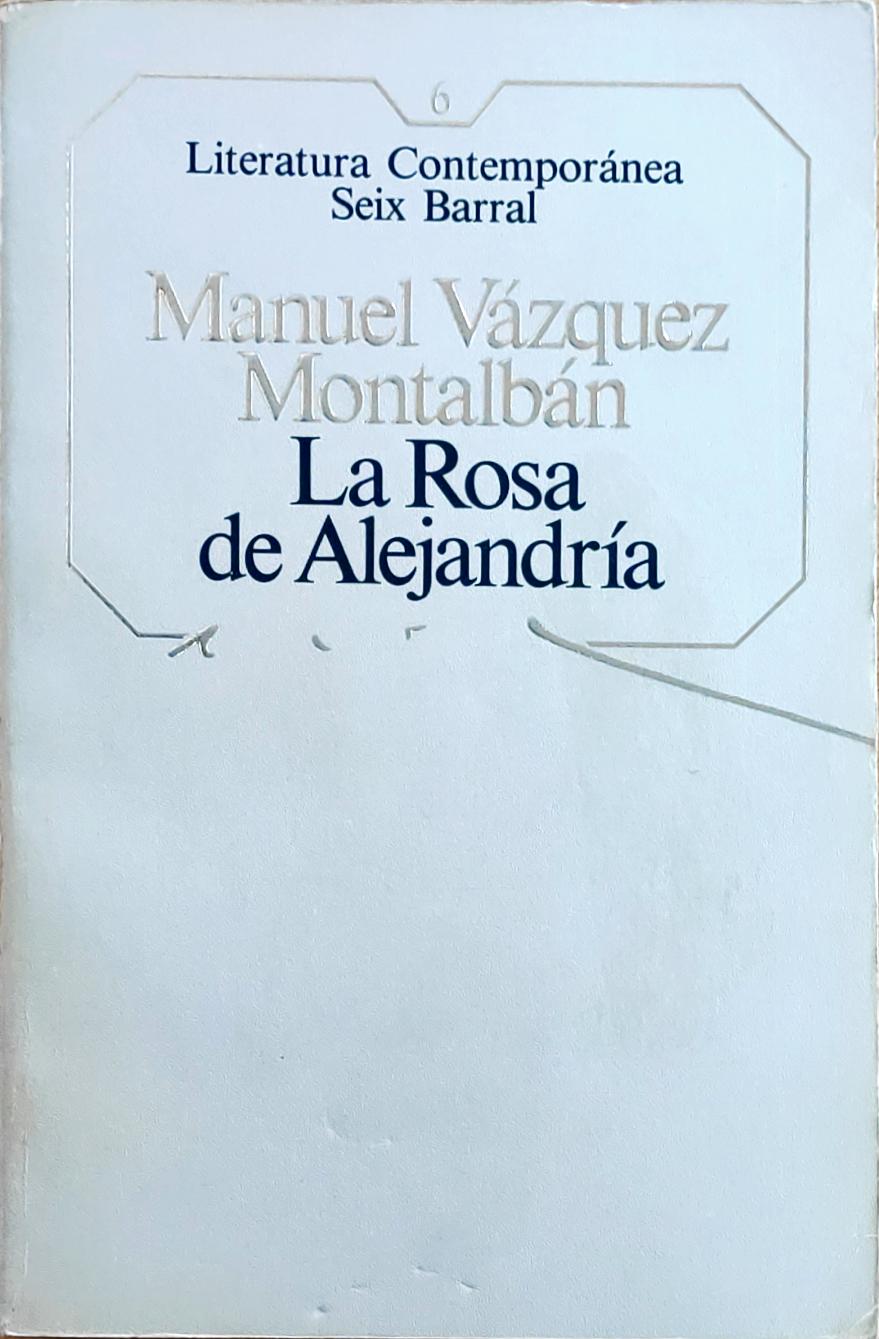 6
Literatura Contemporánea
Seix Barral
Manuel Vázquez
Montalbán
La Rosa
de Alejandría